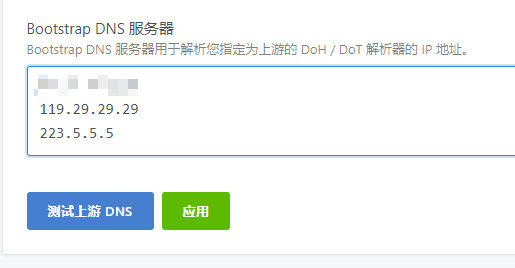 Bootstrap DNS 服务器
Bootstrap DNS 服务器用于解析您指定为上游的 DoH / DoT 解析器的 IP 地址。
119.29.29.29
223.5.5.5
测试上游 DNS 应用